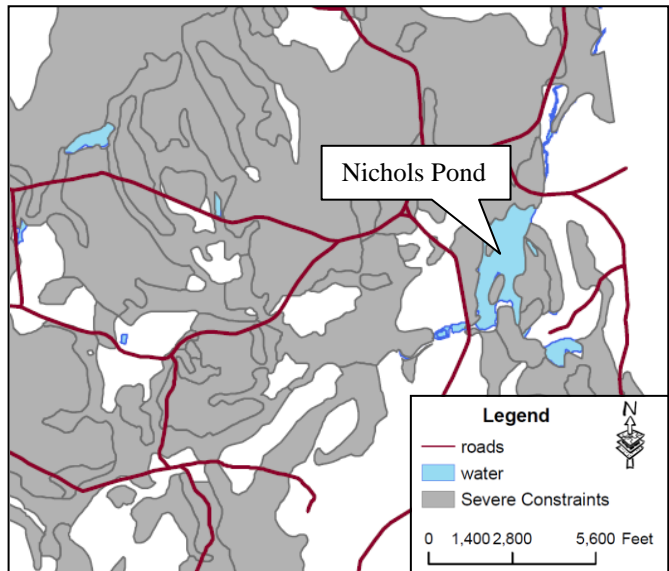 Nichols Pond
Legend
N
roads
water
Severe Constraints
0 1,400 2,800 5,600 Feet